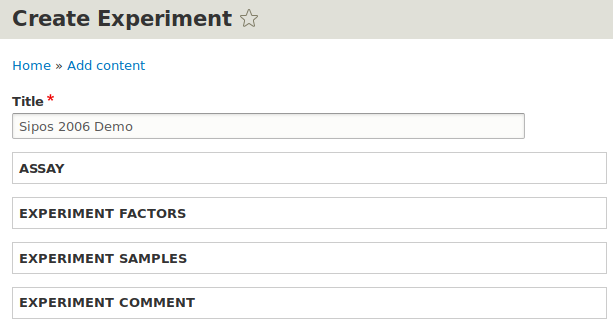 Create Experiment
Home » Add content
Title *
Sipos 2006 Demo
ASSAY
EXPERIMENT FACTORS
EXPERIMENT SAMPLES
EXPERIMENT COMMENT